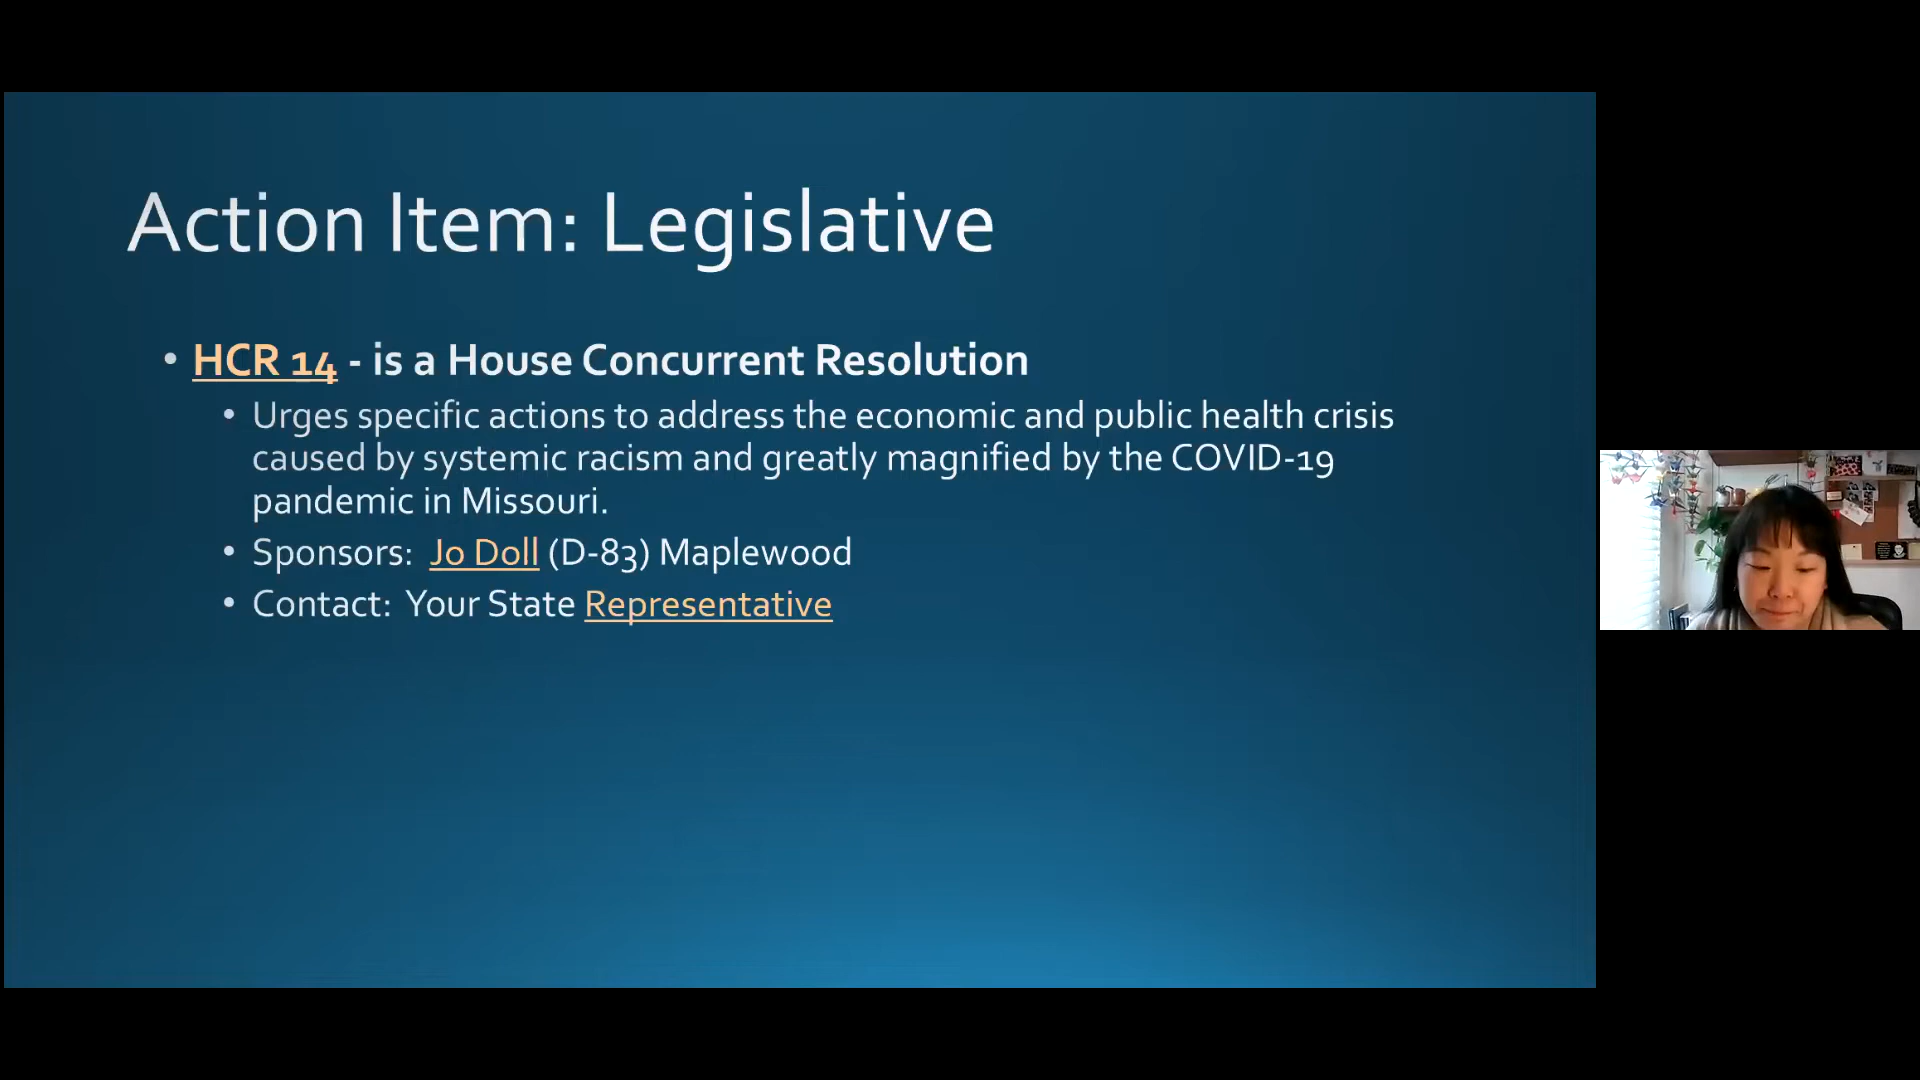 Action Item: Legislative
• HCR 14 - is a House Concurrent Resolution
• Urges specific actions to address the economic and public health crisis
caused by systemic racism and greatly magnified by the COVID-19
pandemic in Missouri.
• Sponsors: Jo Doll (D-83) Maplewood
• Contact: Your State Representative